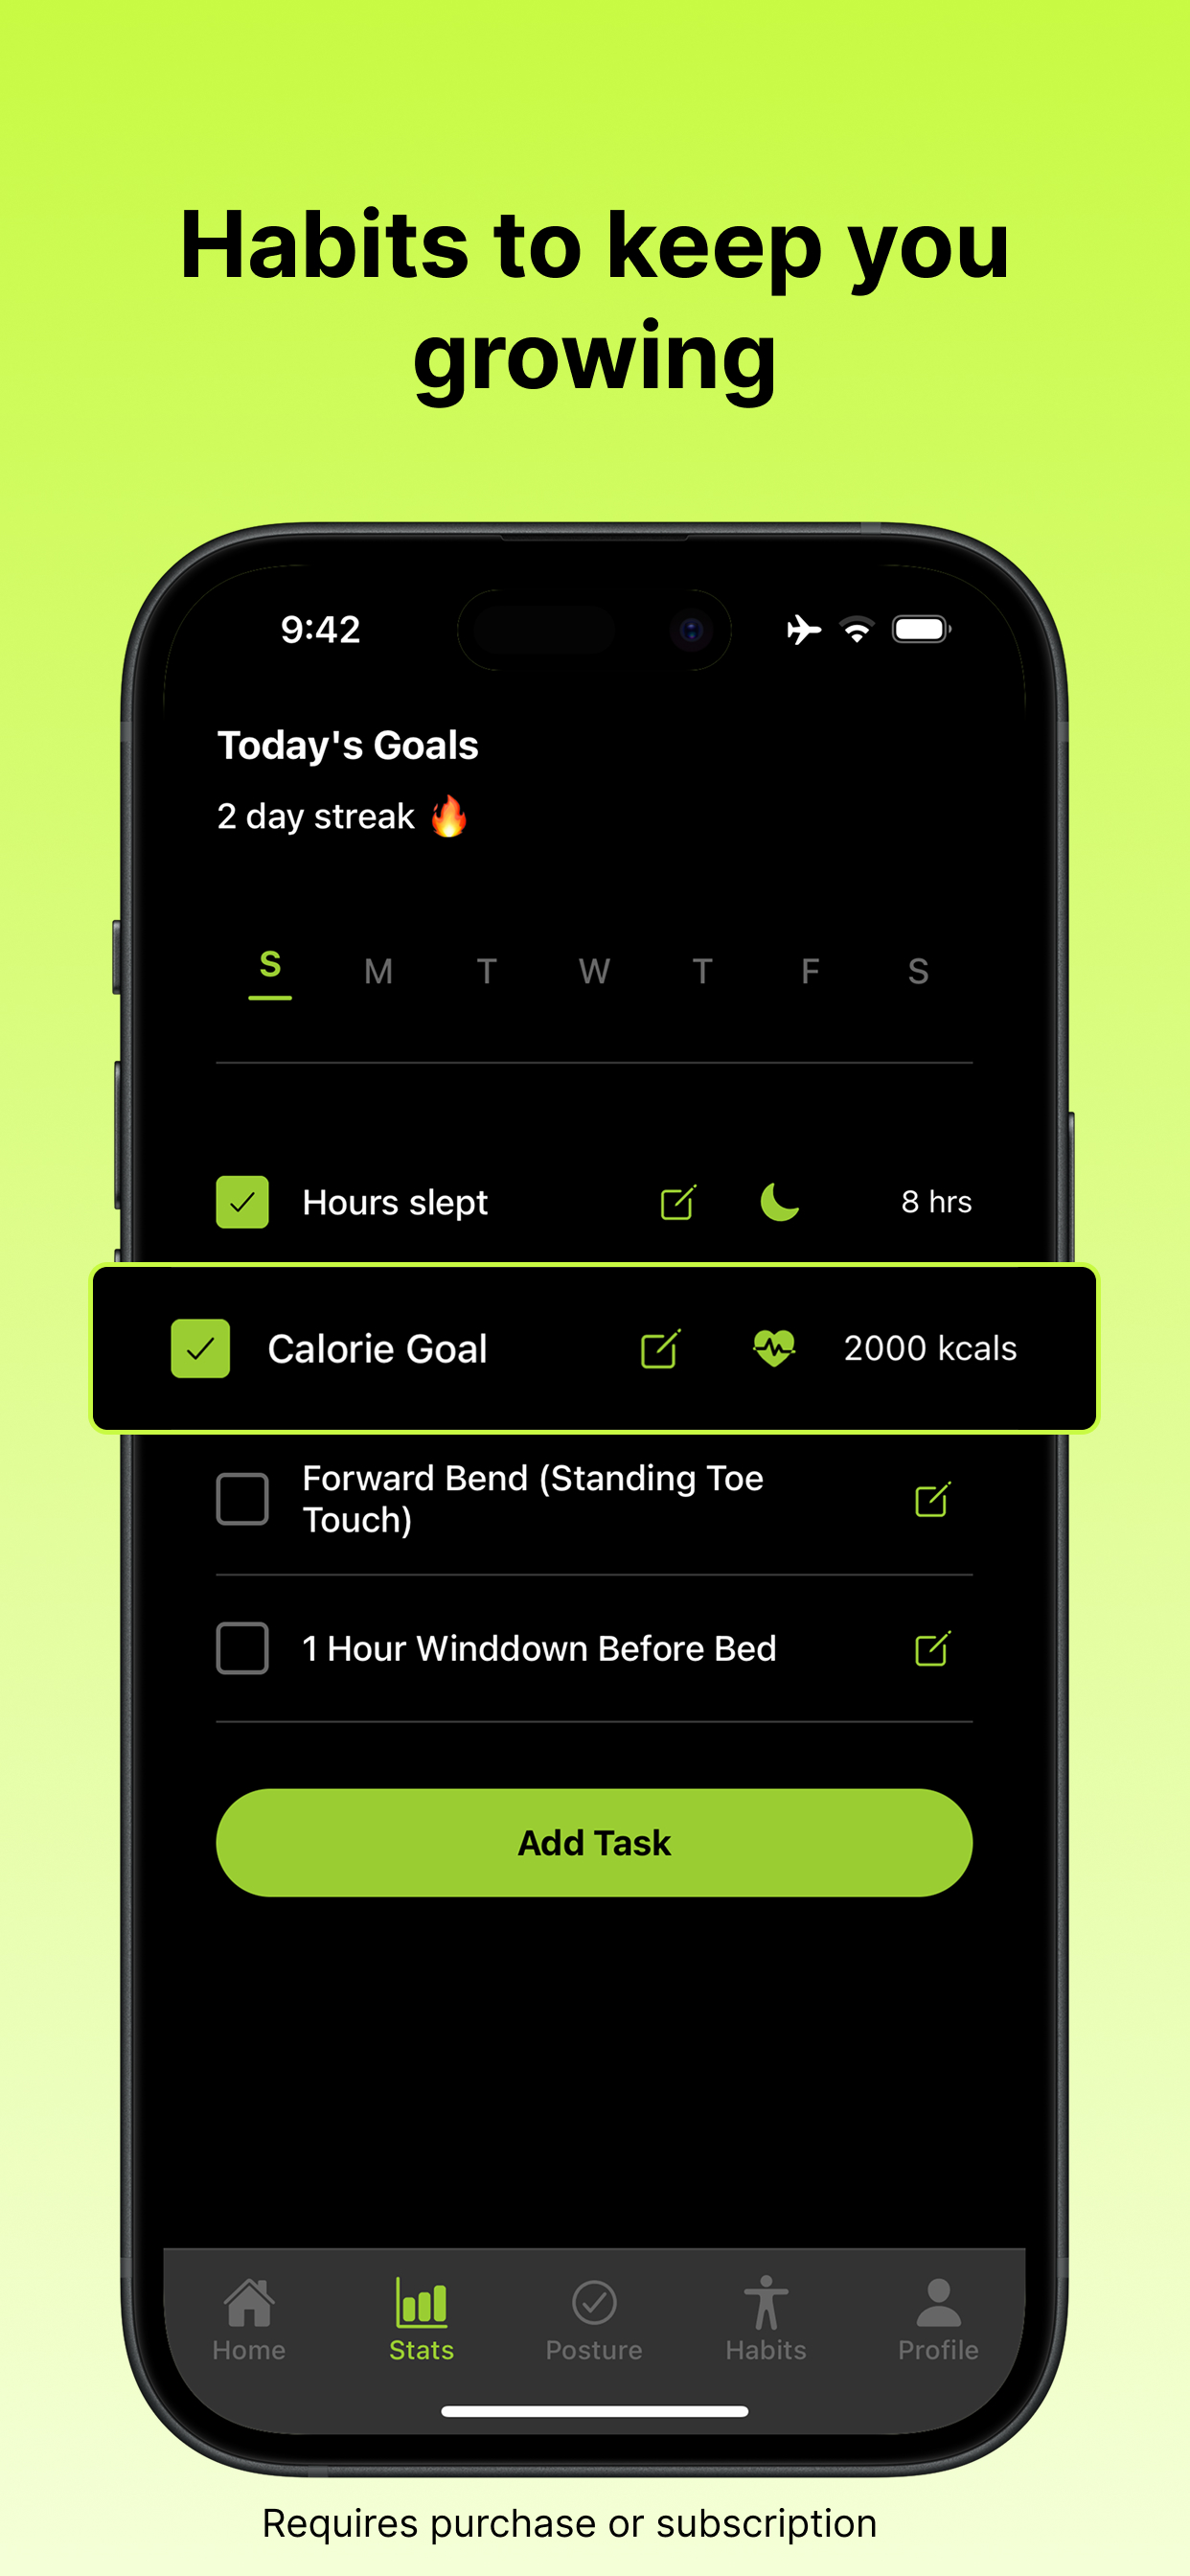 Habits to keep you
growing
9:42
Today's Goals
2 day streak 🔥
S M T W T F S
Hours slept 8 hrs
Calorie Goal 2000 kcals
Forward Bend (Standing Toe
Touch)
1 Hour Winddown Before Bed
Add Task
Home Stats Posture Habits Profile
Requires purchase or subscription